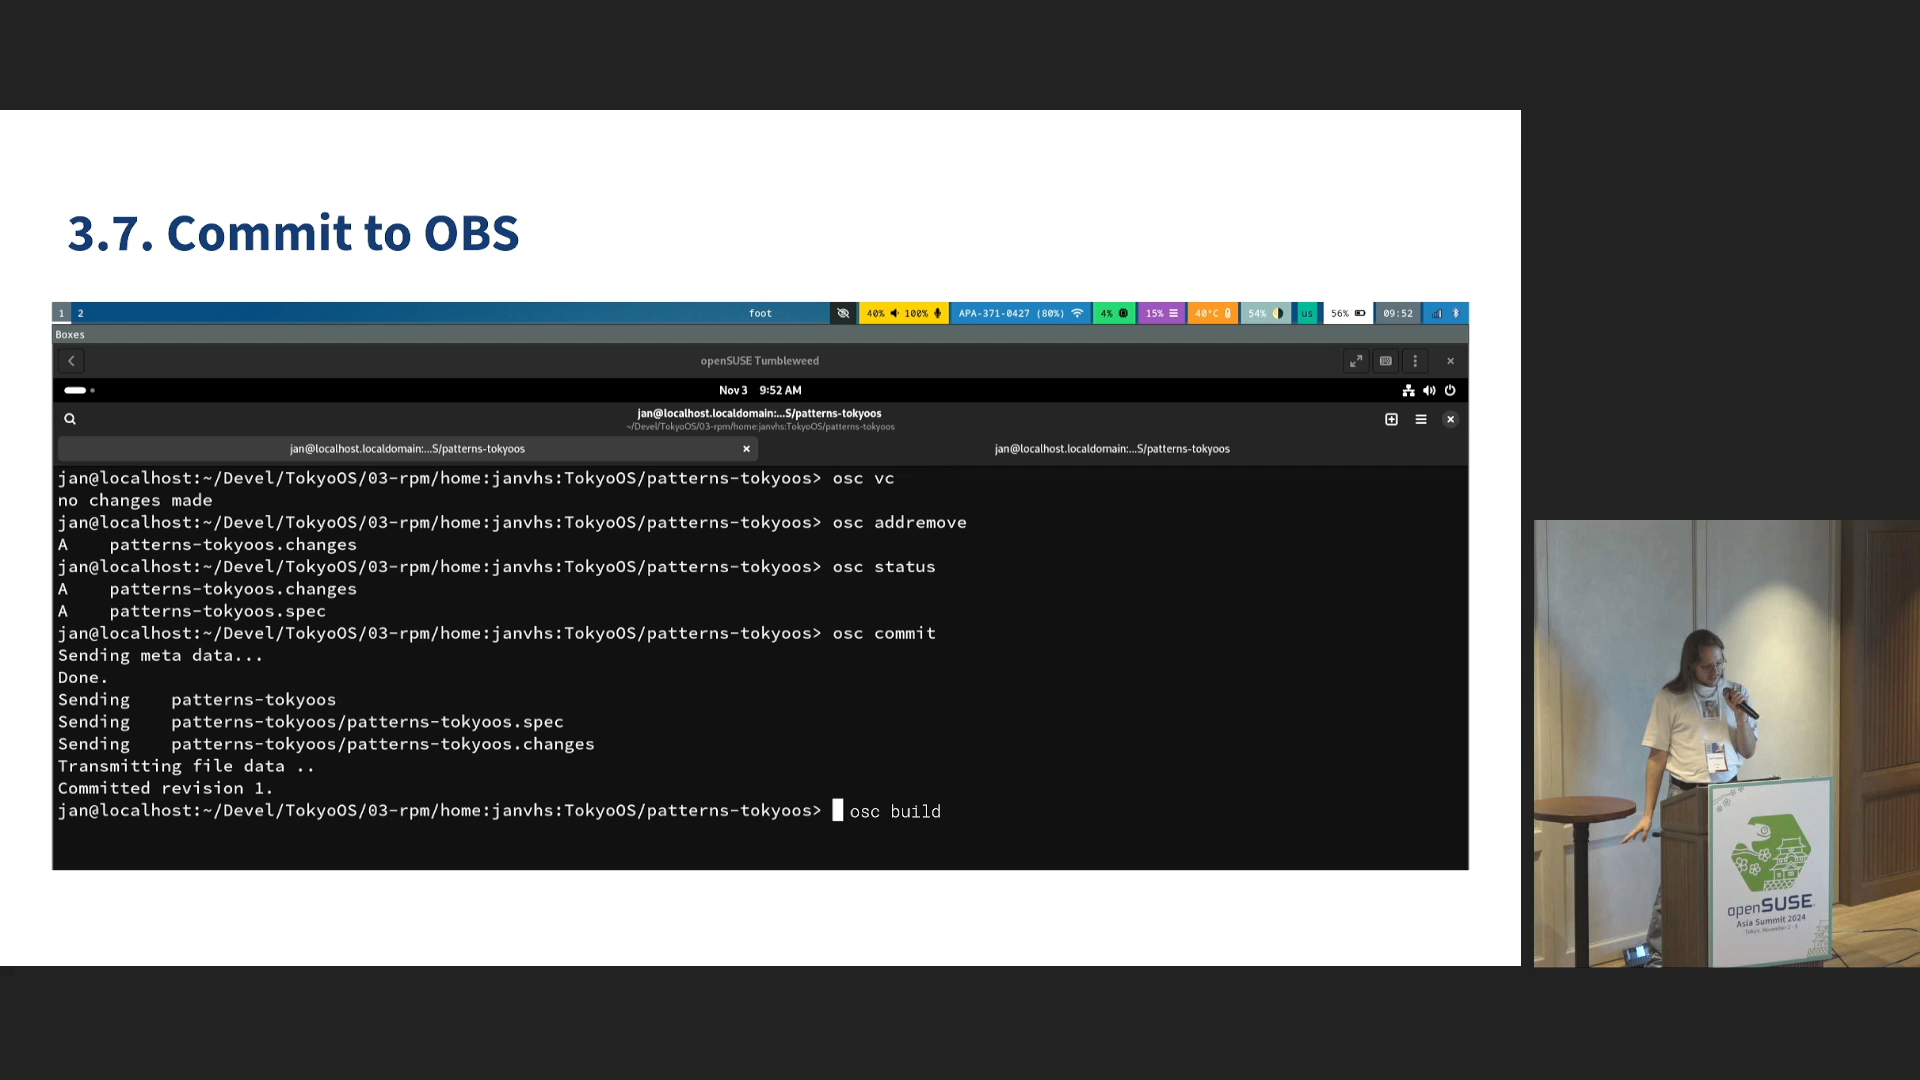 3.7. Commit to OBS
1 2 foot 40% 100% APA-371-0427 (80%) 4% 15% 40°C 54% us 56% 09:52
Boxes
openSUSE Tumbleweed
Nov 3 9:52 AM
jan@localhost.localdomain:...S/patterns-tokyoos
~/Devel/TokyoOS/03-rpm/home:janvhs:TokyoOS/patterns-tokyoos
jan@localhost.localdomain:...S/patterns-tokyoos jan@localhost.localdomain:...S/patterns-tokyoos
jan@localhost:~/Devel/TokyoOS/03-rpm/home:janvhs:TokyoOS/patterns-tokyoos> osc vc
no changes made
jan@localhost:~/Devel/TokyoOS/03-rpm/home:janvhs:TokyoOS/patterns-tokyoos> osc addremove
A    patterns-tokyoos.changes
jan@localhost:~/Devel/TokyoOS/03-rpm/home:janvhs:TokyoOS/patterns-tokyoos> osc status
A    patterns-tokyoos.changes
A    patterns-tokyoos.spec
jan@localhost:~/Devel/TokyoOS/03-rpm/home:janvhs:TokyoOS/patterns-tokyoos> osc commit
Sending meta data...
Done.
Sending    patterns-tokyoos
Sending    patterns-tokyoos/patterns-tokyoos.spec
Sending    patterns-tokyoos/patterns-tokyoos.changes
Transmitting file data ..
Committed revision 1.
jan@localhost:~/Devel/TokyoOS/03-rpm/home:janvhs:TokyoOS/patterns-tokyoos> osc build
openSUSE
Asia Summit 2024
Tokyo, November 2 - 3